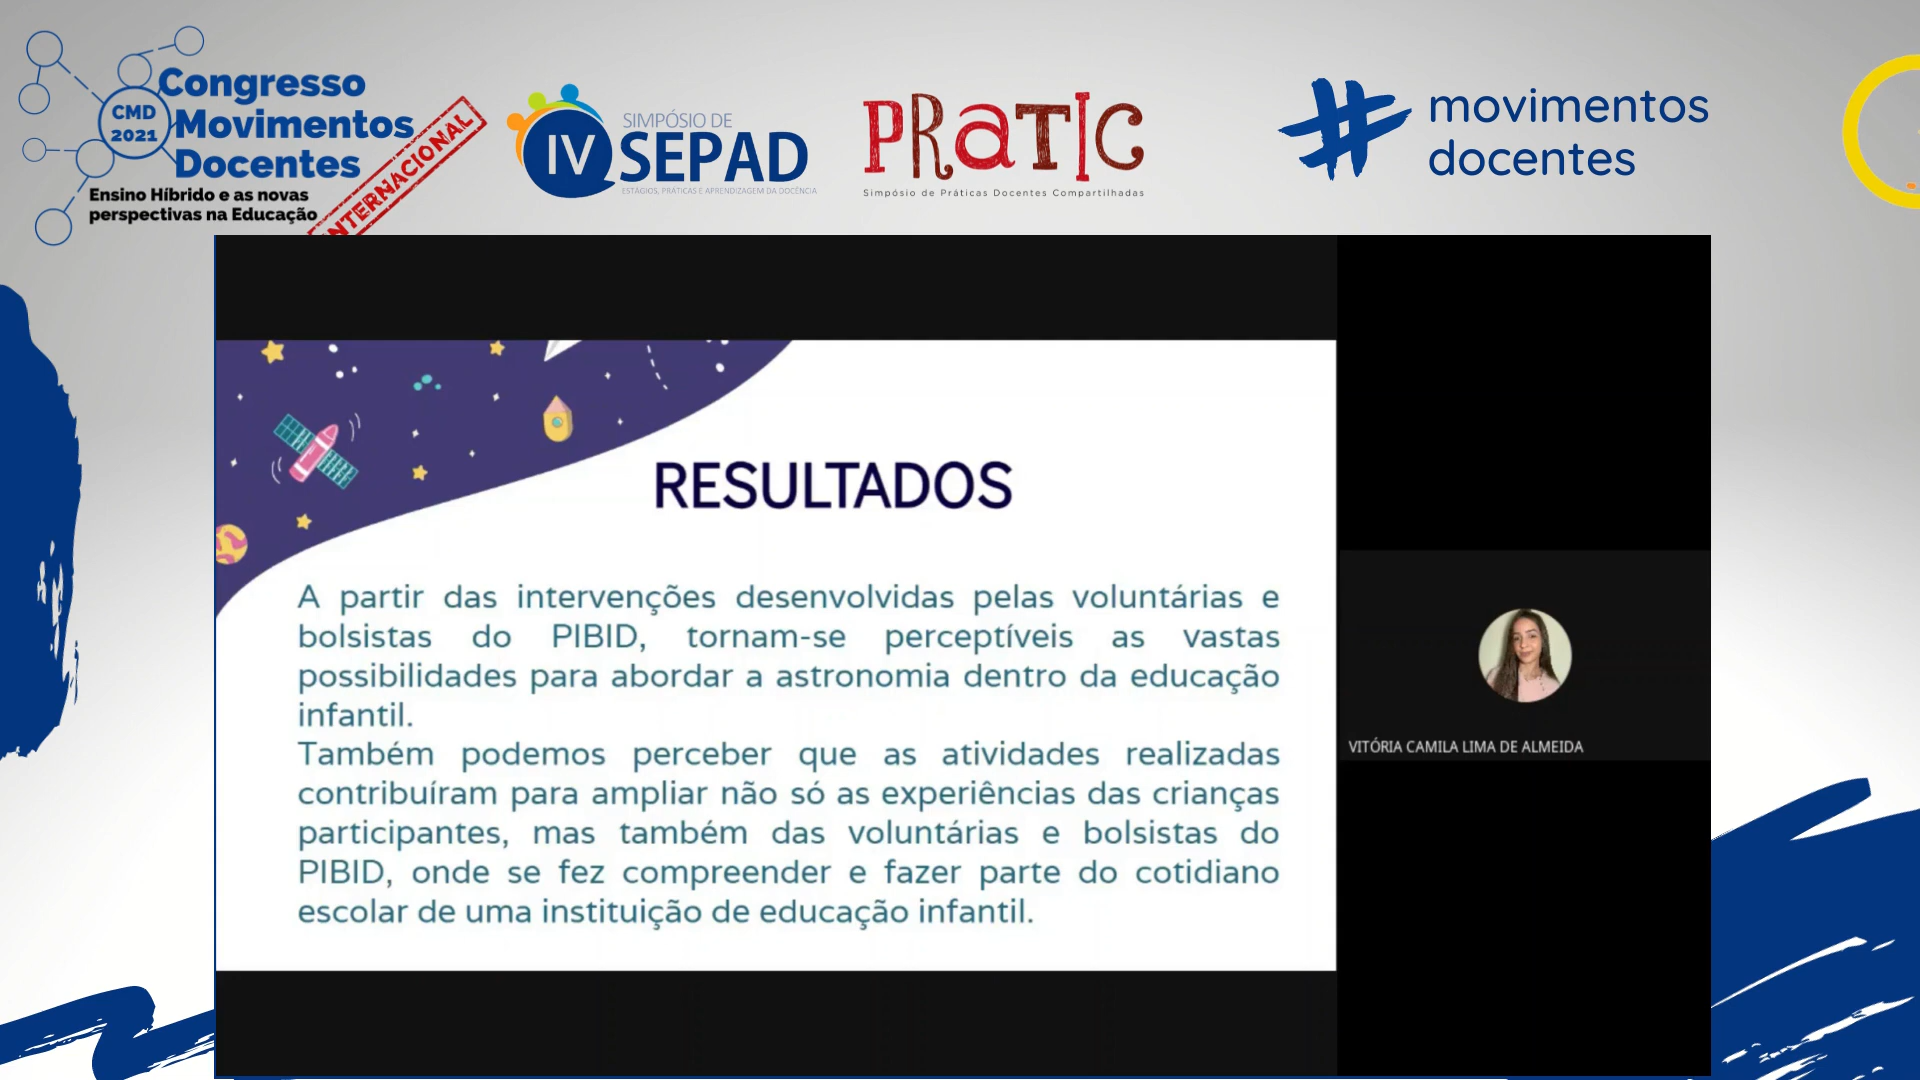 CMD
2021
Congresso
Movimentos
Docentes
Ensino Híbrido e as novas
perspectivas na Educação
INTERNACIONAL
IV
SIMPÓSIO DE
SEPAD
ESTÁGIOS, PRÁTICAS E APRENDIZAGEM DA DOCÊNCIA
PRATIC
Simpósio de Práticas Docentes Compartilhadas
movimentos
docentes
RESULTADOS
A partir das intervenções desenvolvidas pelas voluntárias e
bolsistas do PIBID, tornam-se perceptíveis as vastas
possibilidades para abordar a astronomia dentro da educação
infantil.
Também podemos perceber que as atividades realizadas
contribuíram para ampliar não só as experiências das crianças
participantes, mas também das voluntárias e bolsistas do
PIBID, onde se fez compreender e fazer parte do cotidiano
escolar de uma instituição de educação infantil.
VITÓRIA CAMILA LIMA DE ALMEIDA